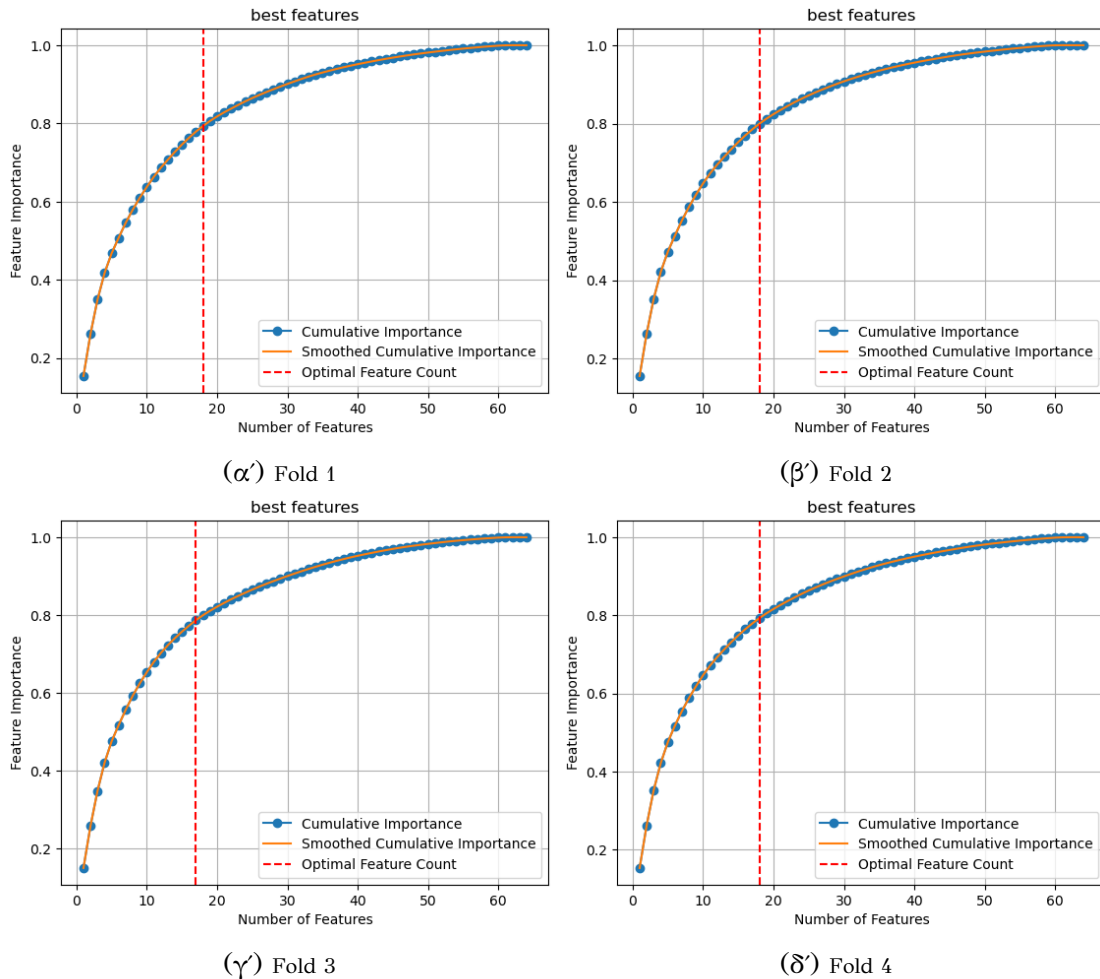 best features
Feature Importance
1.0
0.8
0.6
0.4
0.2
Cumulative Importance
Smoothed Cumulative Importance
Optimal Feature Count
0 10 20 30 40 50 60
Number of Features
(α′) Fold 1
best features
Feature Importance
1.0
0.8
0.6
0.4
0.2
Cumulative Importance
Smoothed Cumulative Importance
Optimal Feature Count
0 10 20 30 40 50 60
Number of Features
(β′) Fold 2
best features
Feature Importance
1.0
0.8
0.6
0.4
0.2
Cumulative Importance
Smoothed Cumulative Importance
Optimal Feature Count
0 10 20 30 40 50 60
Number of Features
(γ′) Fold 3
best features
Feature Importance
1.0
0.8
0.6
0.4
0.2
Cumulative Importance
Smoothed Cumulative Importance
Optimal Feature Count
0 10 20 30 40 50 60
Number of Features
(δ′) Fold 4